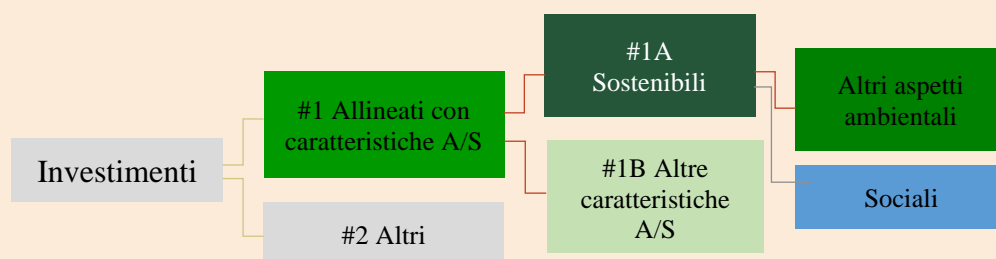 Investimenti
#1 Allineati con
caratteristiche A/S
#2 Altri
#1A
Sostenibili
#1B Altre
caratteristiche
A/S
Altri aspetti
ambientali
Sociali